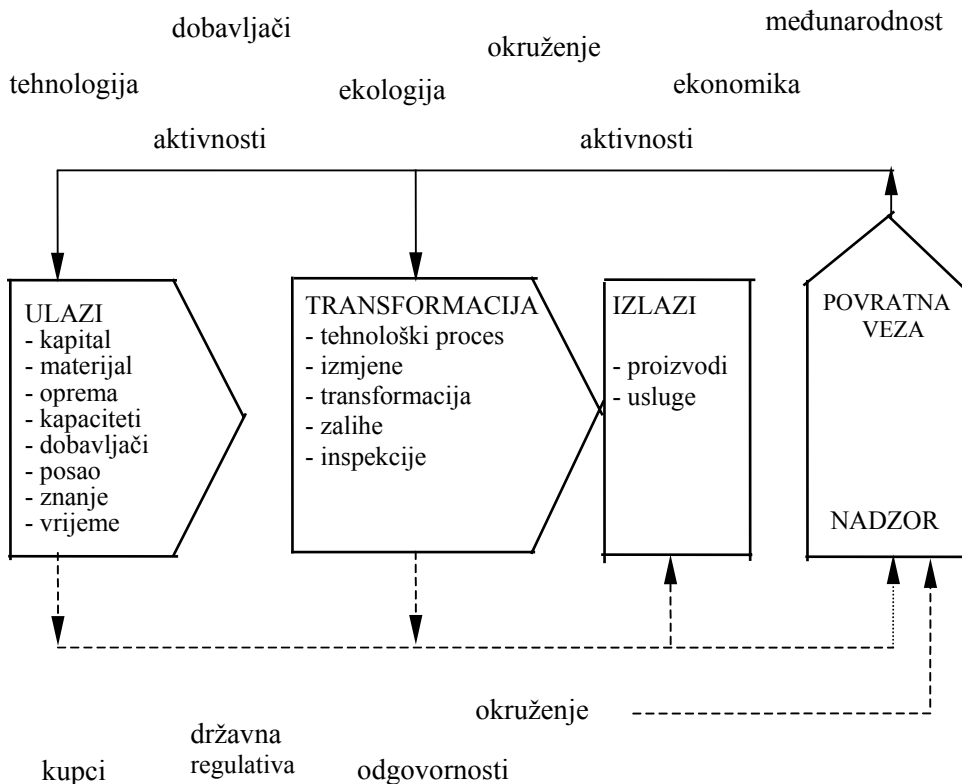 dobavljači
međunarodnost
okruženje
tehnologija
ekologija
ekonomika
aktivnosti
aktivnosti
ULAZI
- kapital
- materijal
- oprema
- kapaciteti
- dobavljači
- posao
- znanje
- vrijeme
TRANSFORMACIJA
- tehnološki proces
- izmjene
- transformacija
- zalihe
- inspekcije
IZLAZI
- proizvodi
- usluge
POVRATNA
VEZA
NADZOR
okruženje
državna
regulativa
kupci
odgovornosti